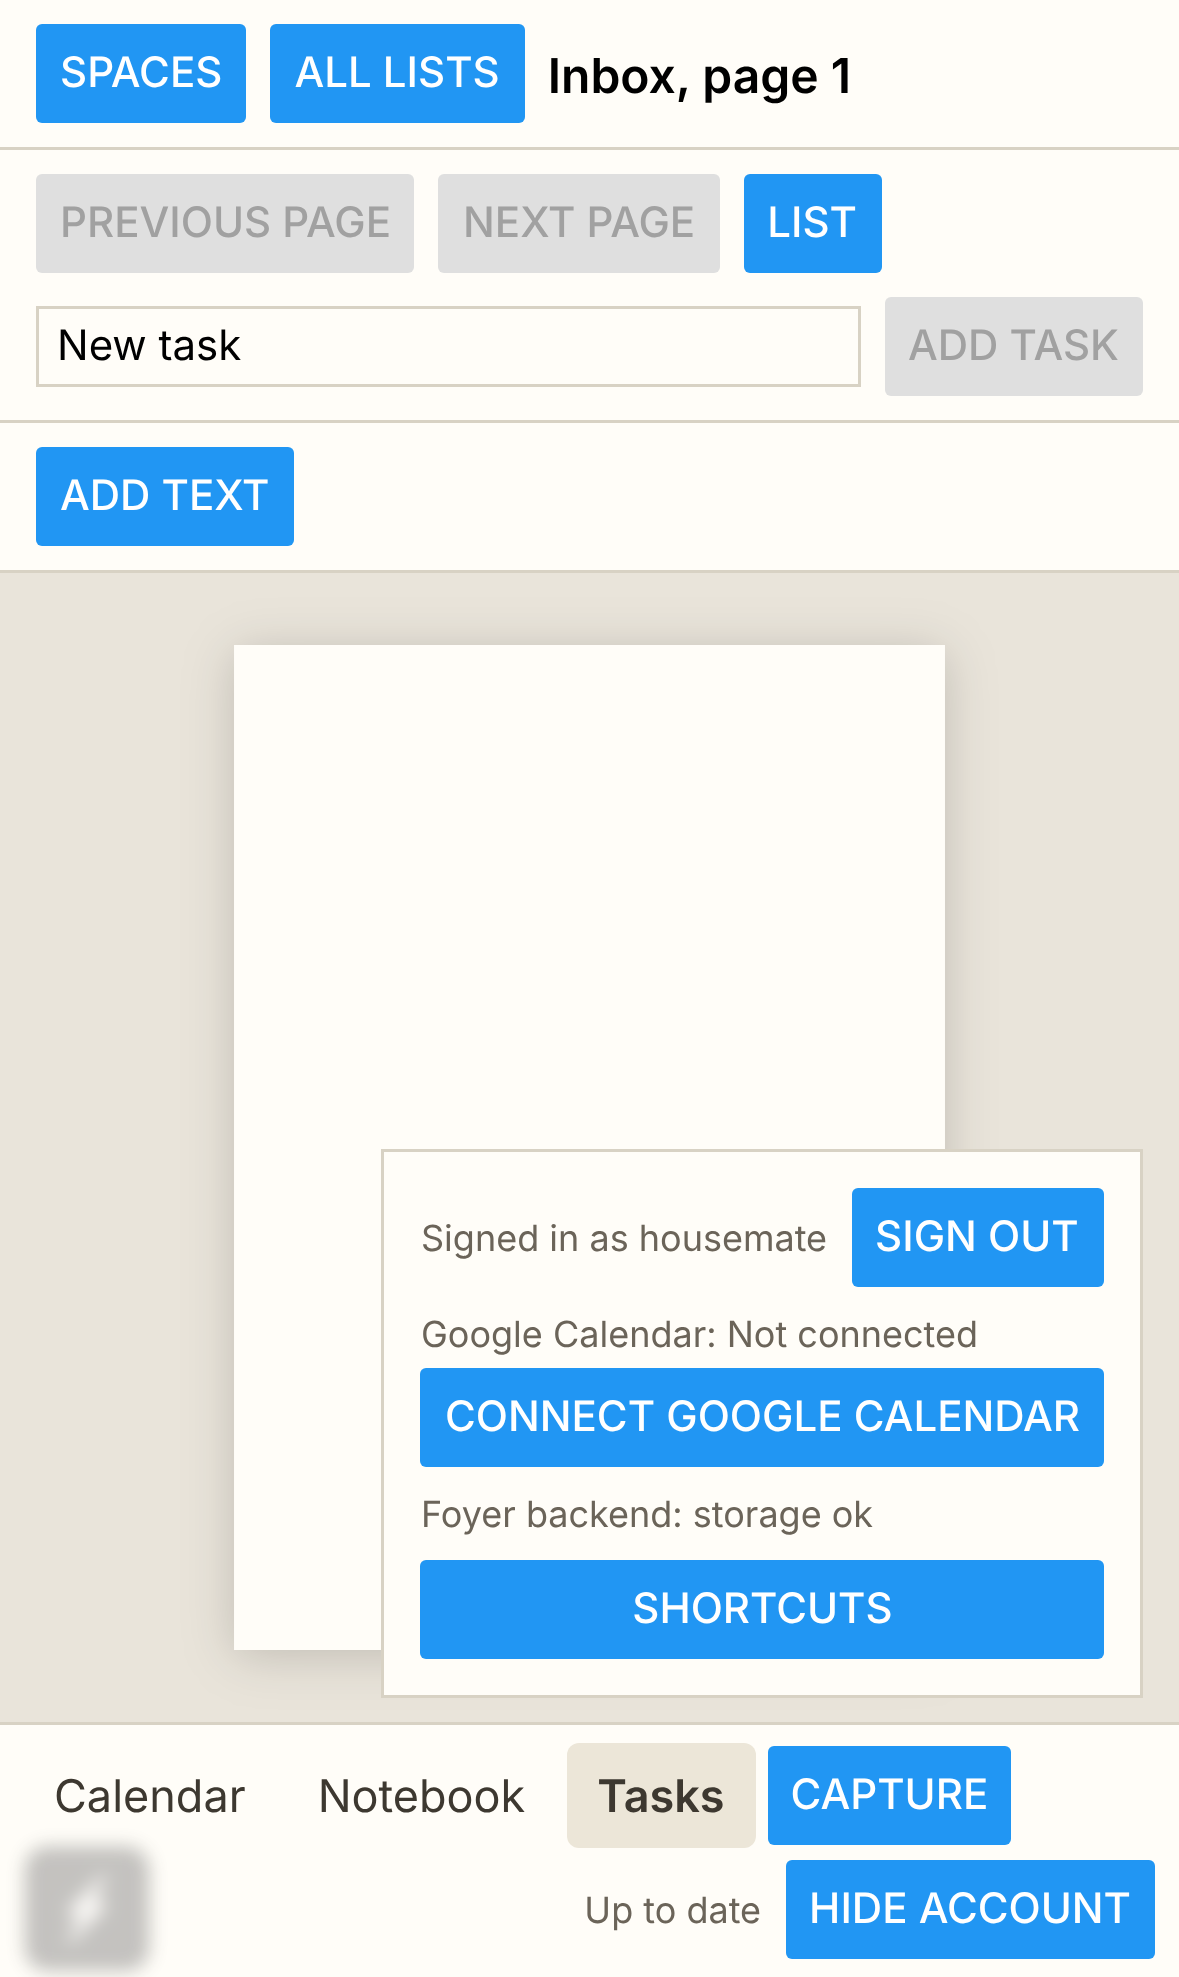 SPACES ALL LISTS Inbox, page 1
PREVIOUS PAGE NEXT PAGE LIST
New task ADD TASK
ADD TEXT
Signed in as housemate SIGN OUT
Google Calendar: Not connected
CONNECT GOOGLE CALENDAR
Foyer backend: storage ok
SHORTCUTS
Calendar Notebook Tasks CAPTURE
Up to date HIDE ACCOUNT